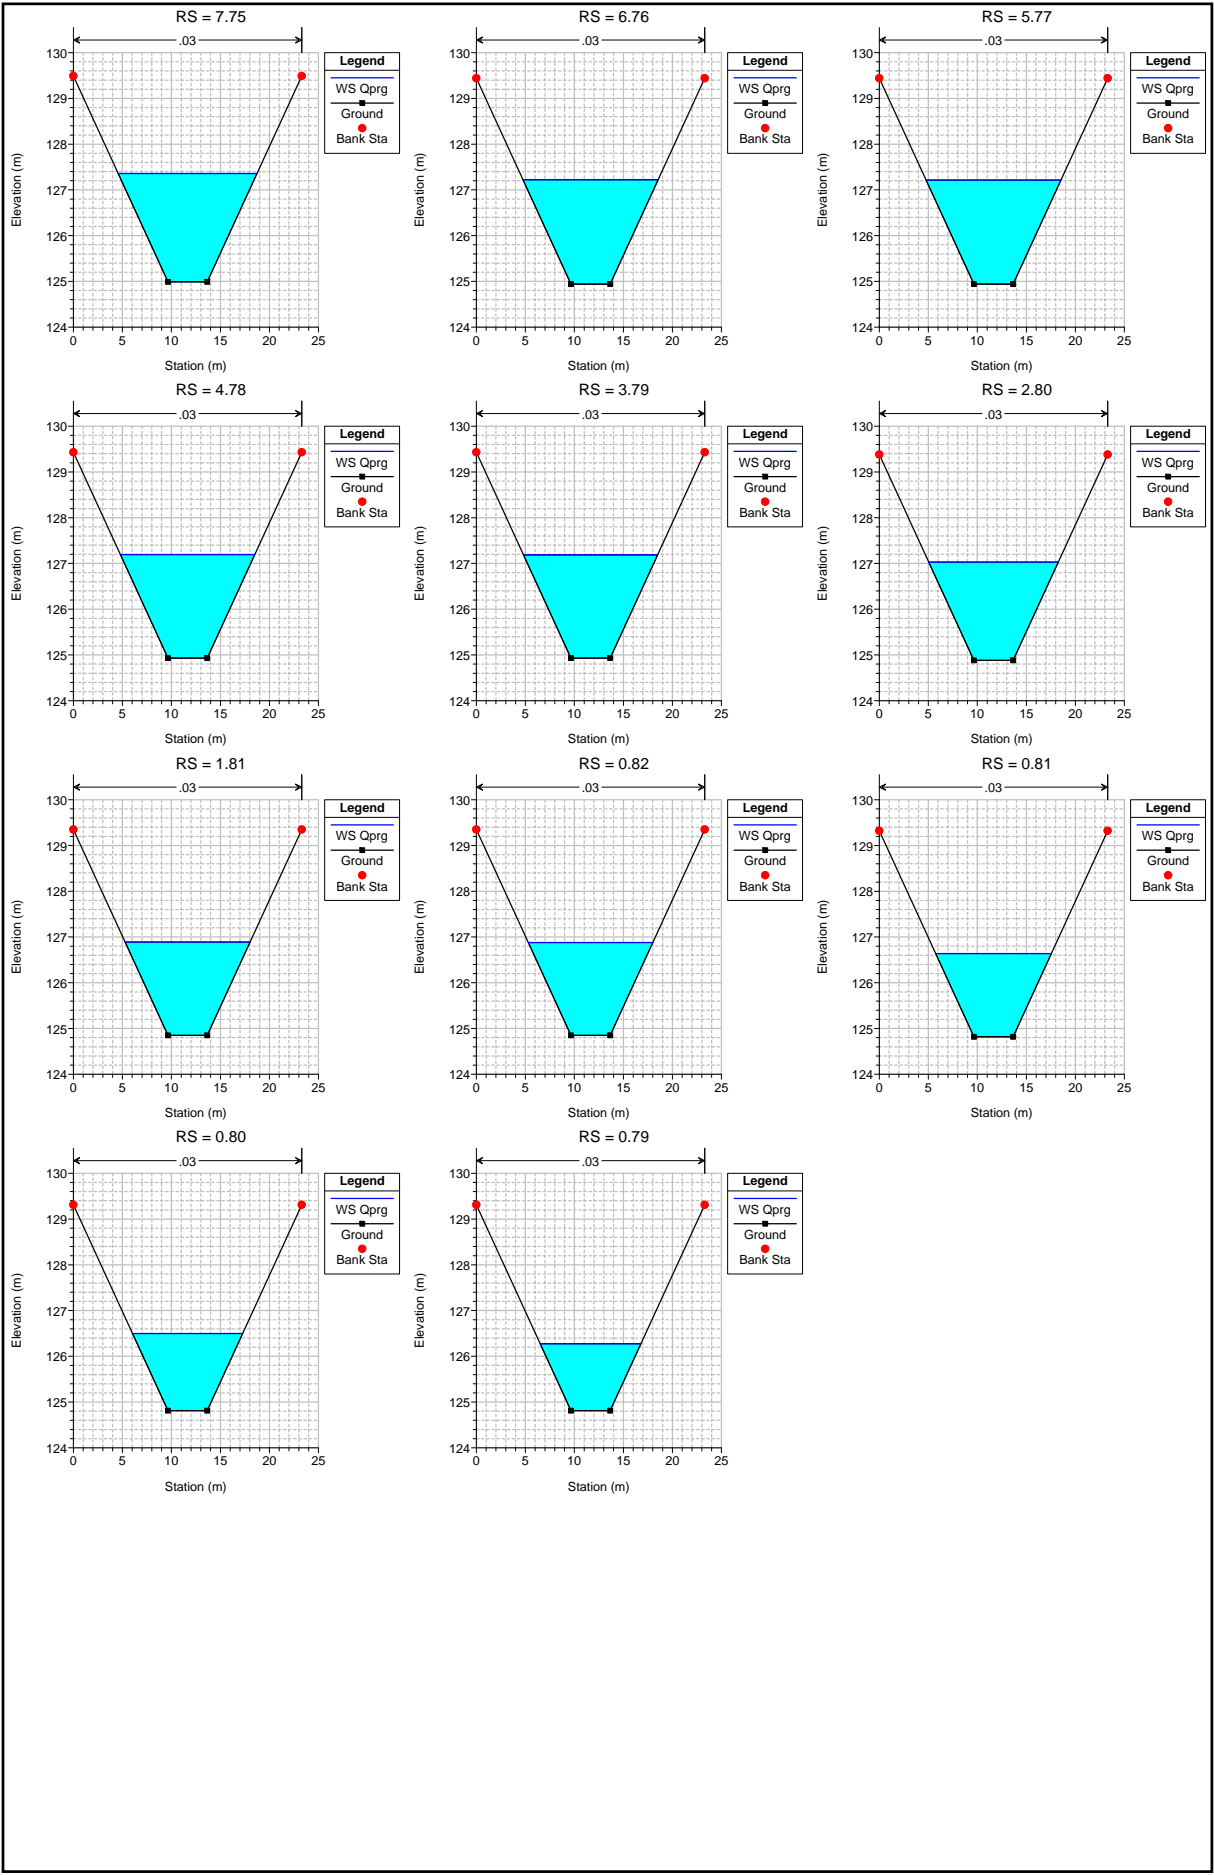 RS = 7.75
.03
130
129
128
127
126
125
124
0 5 10 15 20 25
Station (m)
Elevation (m)
Legend
WS Qprg
Ground
Bank Sta
RS = 6.76
.03
130
129
128
127
126
125
124
0 5 10 15 20 25
Station (m)
Elevation (m)
Legend
WS Qprg
Ground
Bank Sta
RS = 5.77
.03
130
129
128
127
126
125
124
0 5 10 15 20 25
Station (m)
Elevation (m)
Legend
WS Qprg
Ground
Bank Sta
RS = 4.78
.03
130
129
128
127
126
125
124
0 5 10 15 20 25
Station (m)
Elevation (m)
Legend
WS Qprg
Ground
Bank Sta
RS = 3.79
.03
130
129
128
127
126
125
124
0 5 10 15 20 25
Station (m)
Elevation (m)
Legend
WS Qprg
Ground
Bank Sta
RS = 2.80
.03
130
129
128
127
126
125
124
0 5 10 15 20 25
Station (m)
Elevation (m)
Legend
WS Qprg
Ground
Bank Sta
RS = 1.81
.03
130
129
128
127
126
125
124
0 5 10 15 20 25
Station (m)
Elevation (m)
Legend
WS Qprg
Ground
Bank Sta
RS = 0.82
.03
130
129
128
127
126
125
124
0 5 10 15 20 25
Station (m)
Elevation (m)
Legend
WS Qprg
Ground
Bank Sta
RS = 0.81
.03
130
129
128
127
126
125
124
0 5 10 15 20 25
Station (m)
Elevation (m)
Legend
WS Qprg
Ground
Bank Sta
RS = 0.80
.03
130
129
128
127
126
125
124
0 5 10 15 20 25
Station (m)
Elevation (m)
Legend
WS Qprg
Ground
Bank Sta
RS = 0.79
.03
130
129
128
127
126
125
124
0 5 10 15 20 25
Station (m)
Elevation (m)
Legend
WS Qprg
Ground
Bank Sta